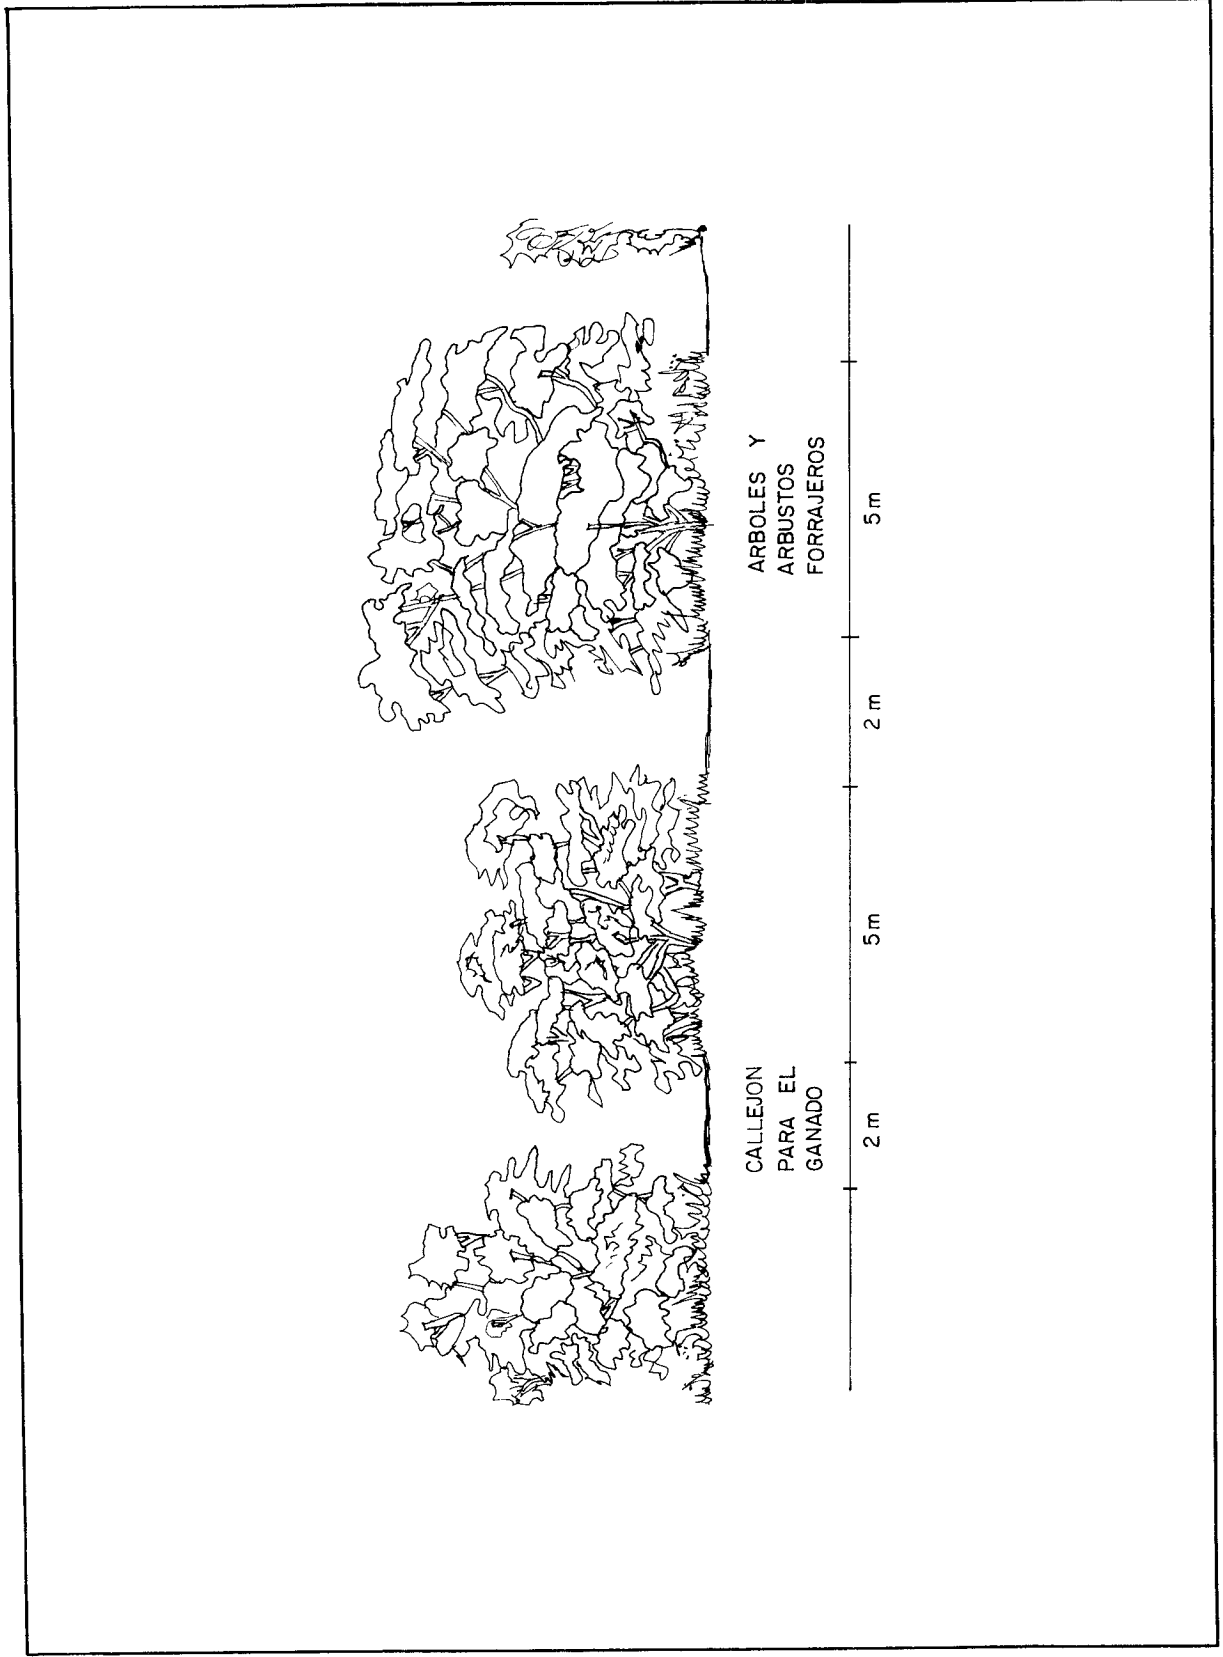 CALLEJON
PARA EL
GANADO
ARBOLES Y
ARBUSTOS
FORRAJEROS
2 m
5 m
2 m
5 m